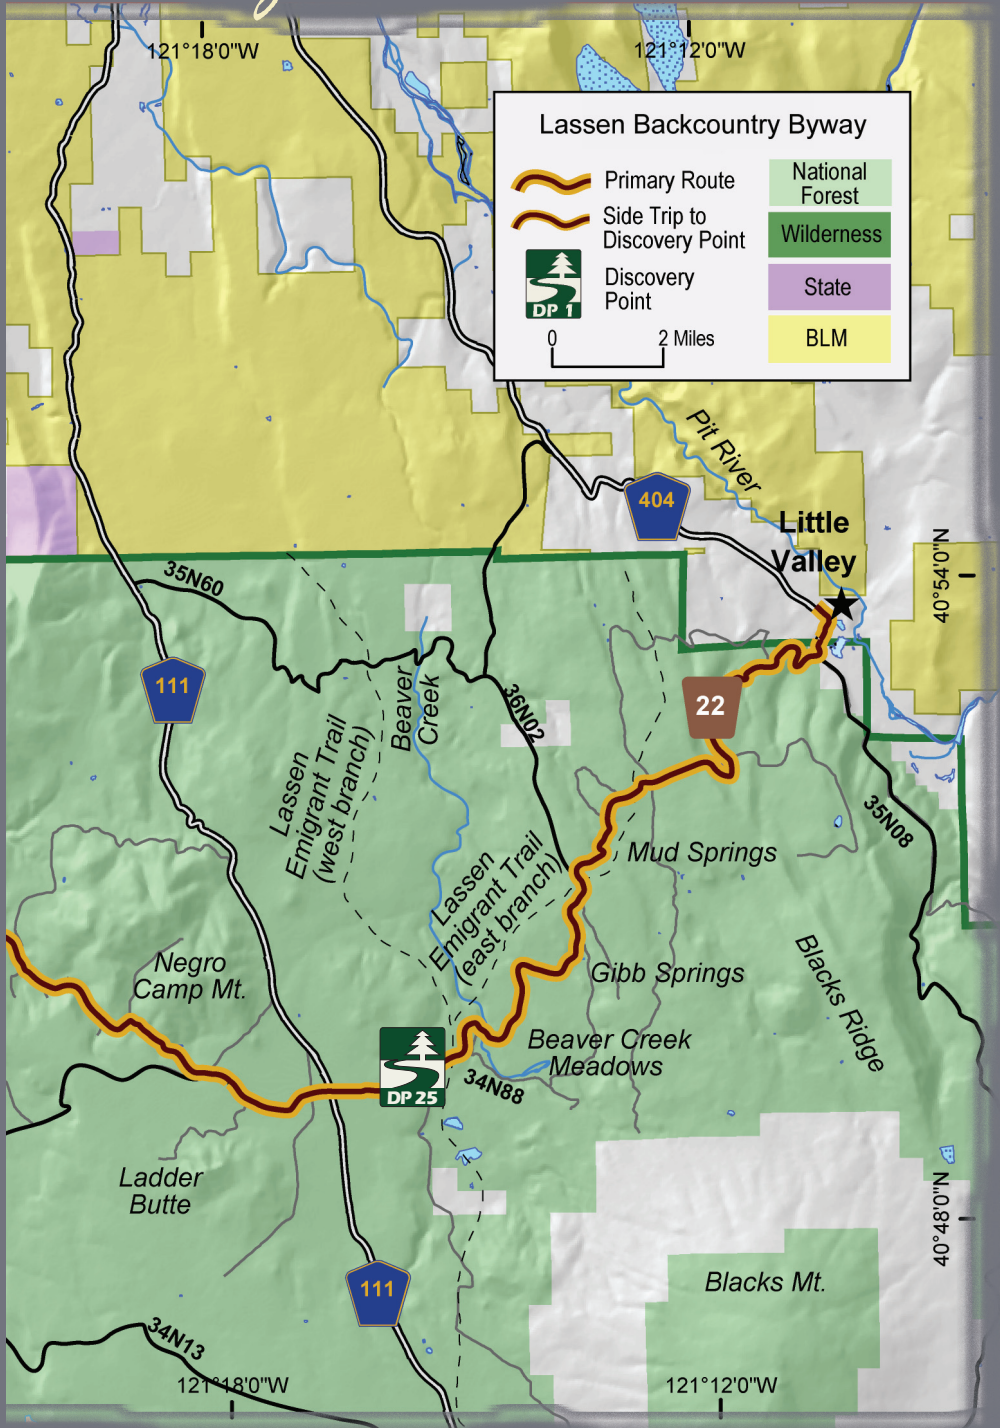 121°18'0"W
121°12'0"W
Lassen Backcountry Byway
Primary Route
Side Trip to
Discovery Point
DP 1
Discovery
Point
0
2 Miles
National
Forest
Wilderness
State
BLM
Pit River
404
Little
Valley
40°54'0"N
35N60
111
Beaver
Creek
36N02
22
Lassen
Emigrant Trail
(west branch)
35N08
Mud Springs
Lassen
Emigrant Trail
(east branch)
Negro
Camp Mt.
Gibb Springs
Blacks Ridge
Beaver Creek
Meadows
DP 25
34N88
Ladder
Butte
40°48'0"N
111
Blacks Mt.
34N13
121°18'0"W
121°12'0"W